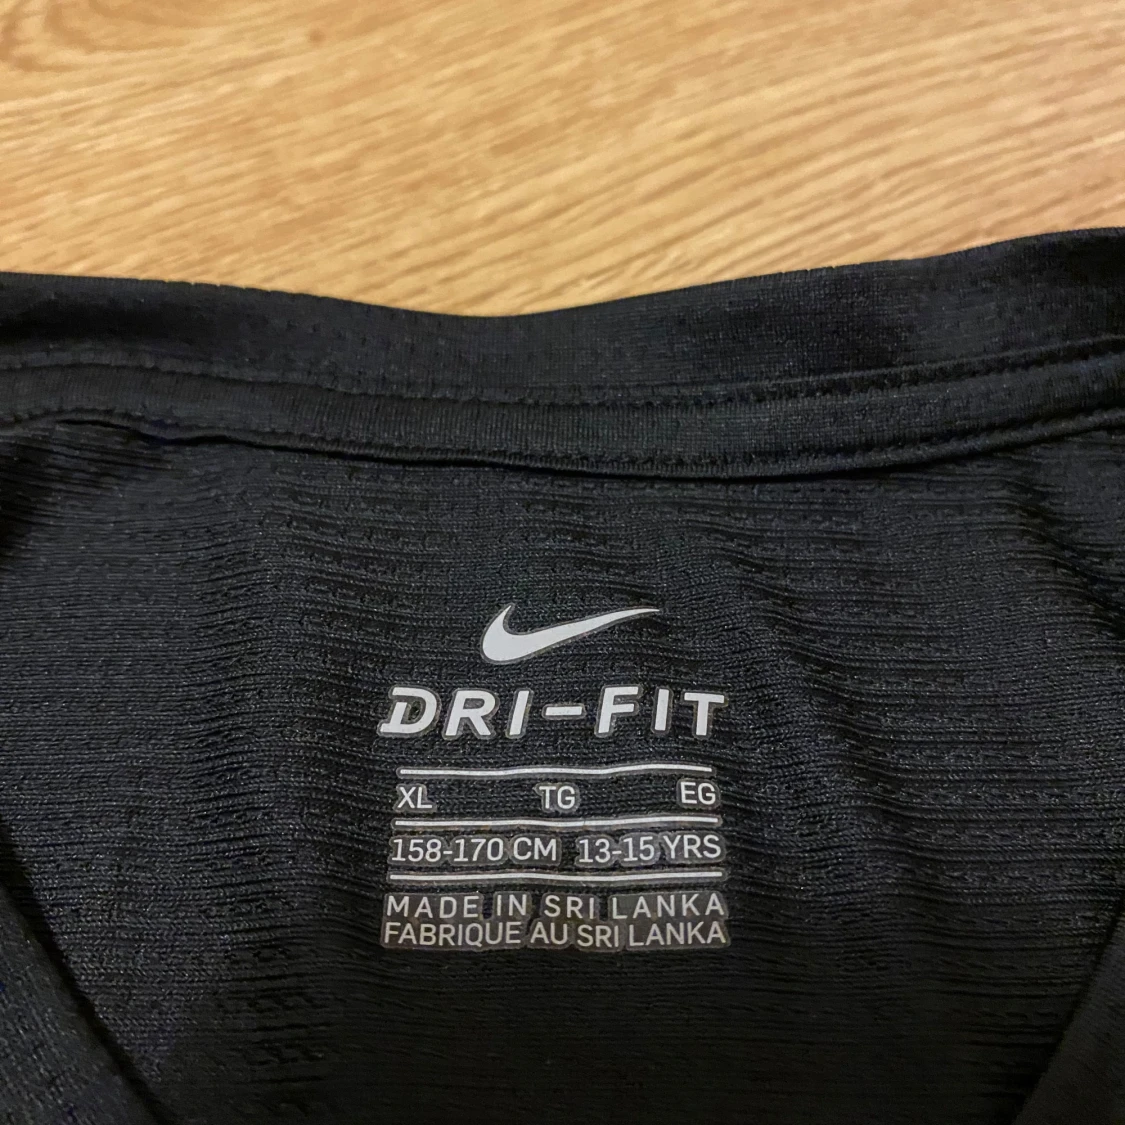 DRI-FIT
XL TG EG
158-170 CM 13-15 YRS
MADE IN SRI LANKA
FABRIQUE AU SRI LANKA